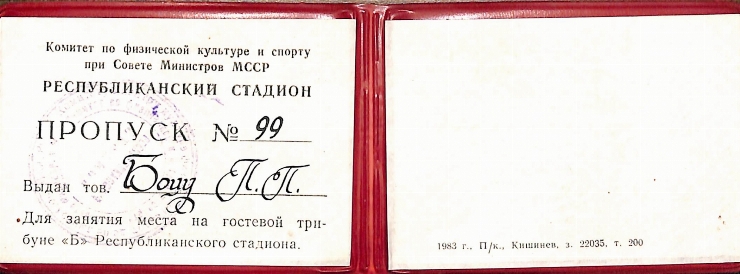 Комитет по физической культуре и спорту
при Совете Министров МССР
РЕСПУБЛИКАНСКИЙ СТАДИОН
ПРОПУСК № 99
Выдан тов. Боцу П.П.
Для занятия места на гостевой три-
буне «Б» Республиканского стадиона.
1983 г., П/к., Кишинев, з. 22035, т. 200